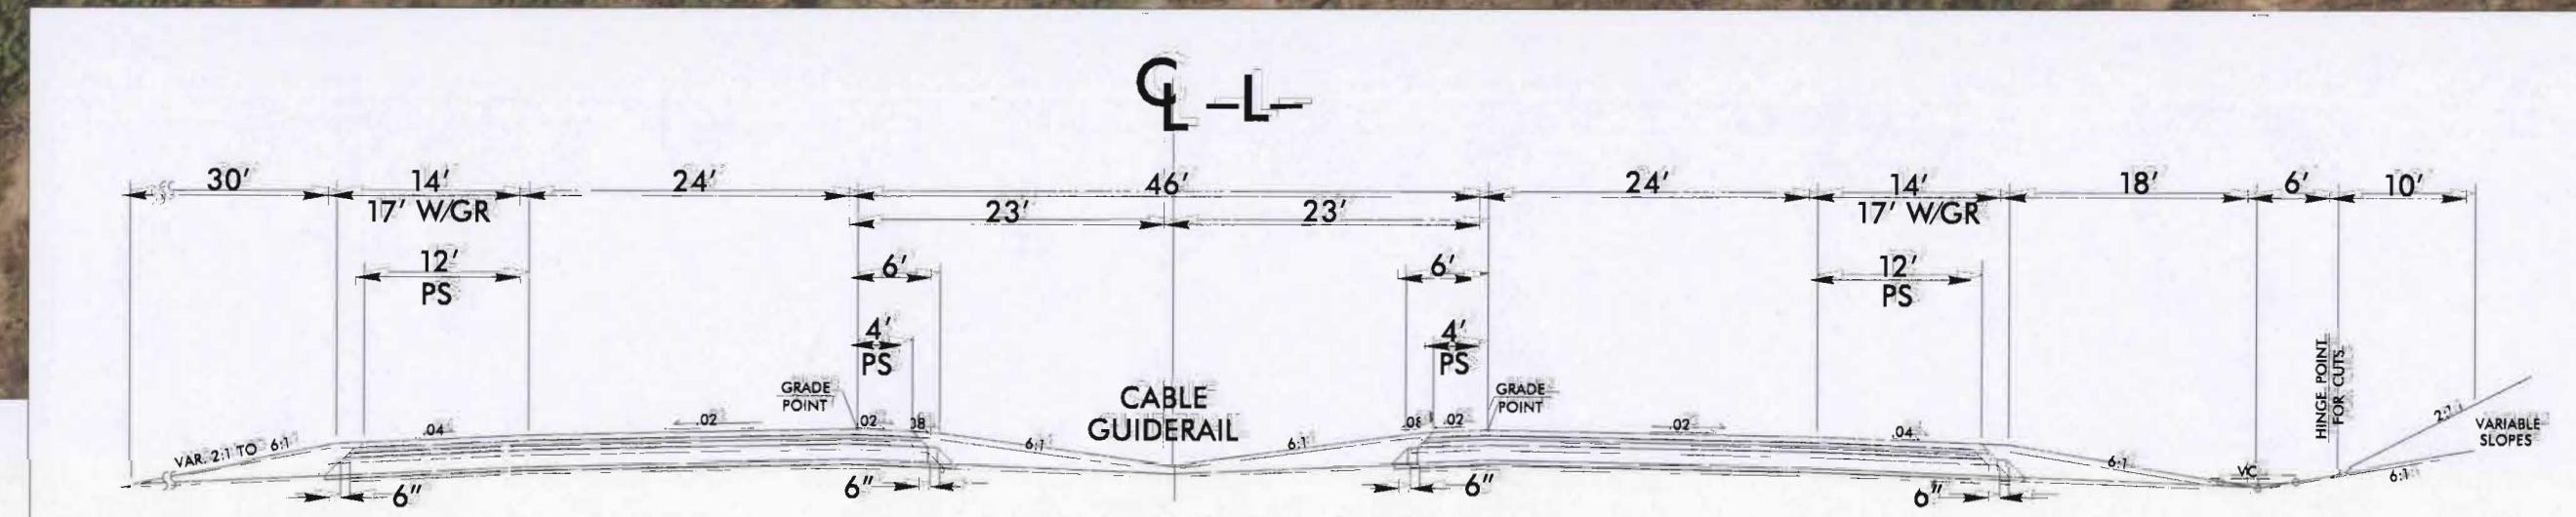 CL –L–
30' 14' 24' 46' 24' 14' 18' 6' 10'
17' W/GR 23' 23' 17' W/GR
12' 6' 6' 12'
PS PS
4' 4'
PS PS
GRADE POINT
CABLE GUIDERAIL
GRADE POINT
HINGE POINT FOR CUTS
VAR. 2:1 TO 6:1 .04 .02 .02 6:1 6:1 .08 .02 .02 .04 6:1 VC 6:1
VARIABLE SLOPES
6" 6" 6" 6"